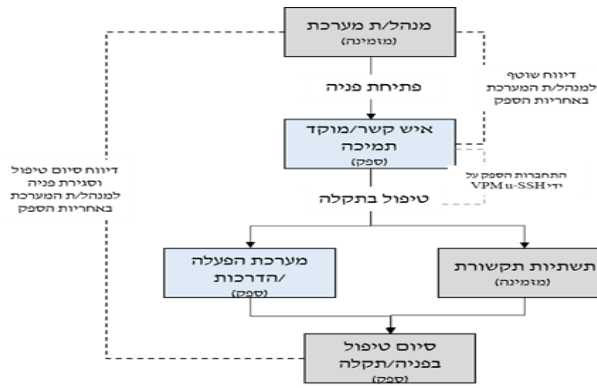 מנהל/ת מערכת
(מזמינה)
דיווח שוטף
למנהל/ת המערכת
באחריות הספק
פתיחת פניה
איש קשר/מוקד
תמיכה
(ספק)
התחברות הספק על
ידי VPM u-SSH
דיווח סיום טיפול
וסגירת פניה
למנהל/ת המערכת
באחריות הספק
טיפול בתקלה
מערכת הפעלה
/הדרכות
(ספק)
תשתיות תקשורת
(מזמינה)
סיום טיפול
בפניה/תקלה
(ספק)